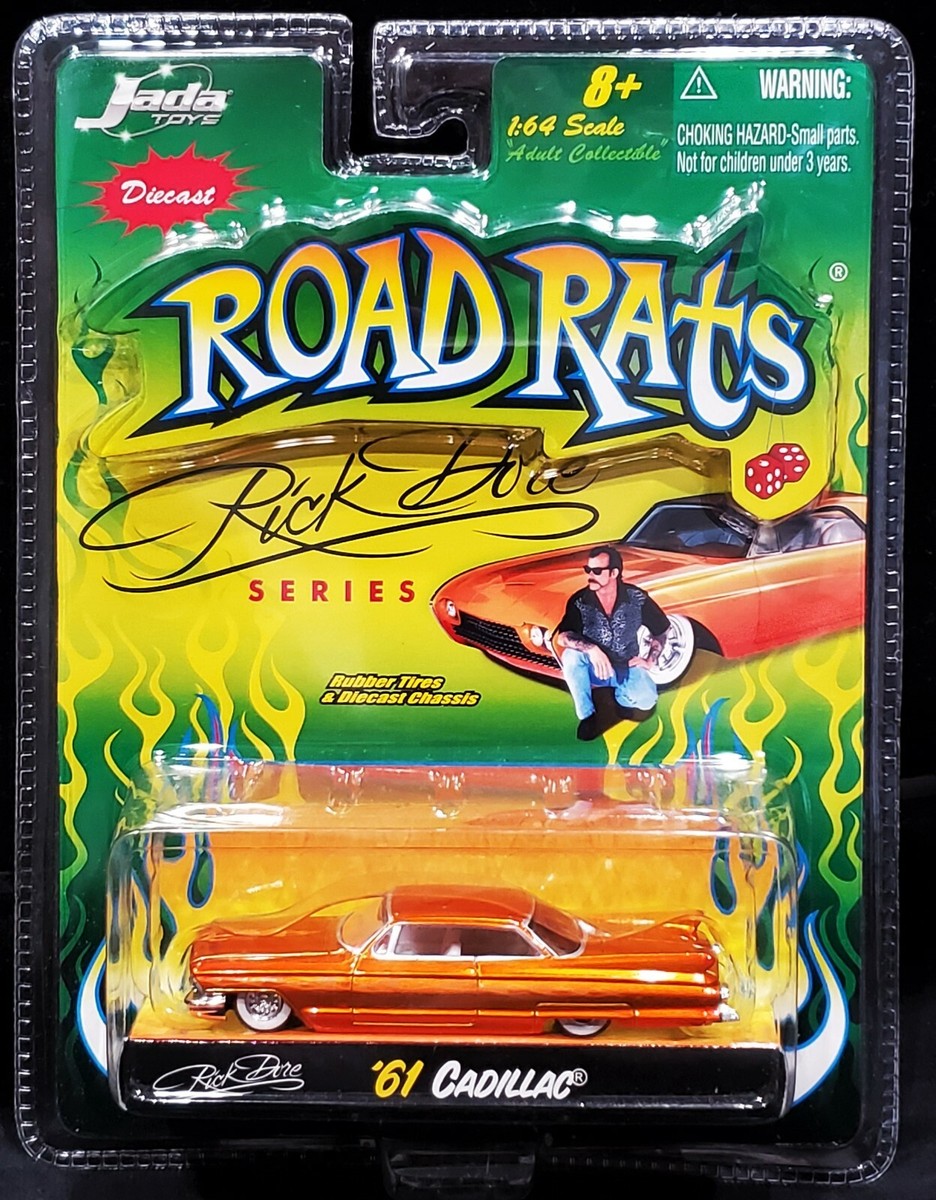 Jada
TOYS
Diecast
8+
1:64 Scale
"Adult Collectible"
WARNING:
CHOKING HAZARD-Small parts.
Not for children under 3 years.
ROAD RATS®
Rick Dore
SERIES
Rubber Tires
& Diecast Chassis
Rick Dore
'61 CADILLAC®